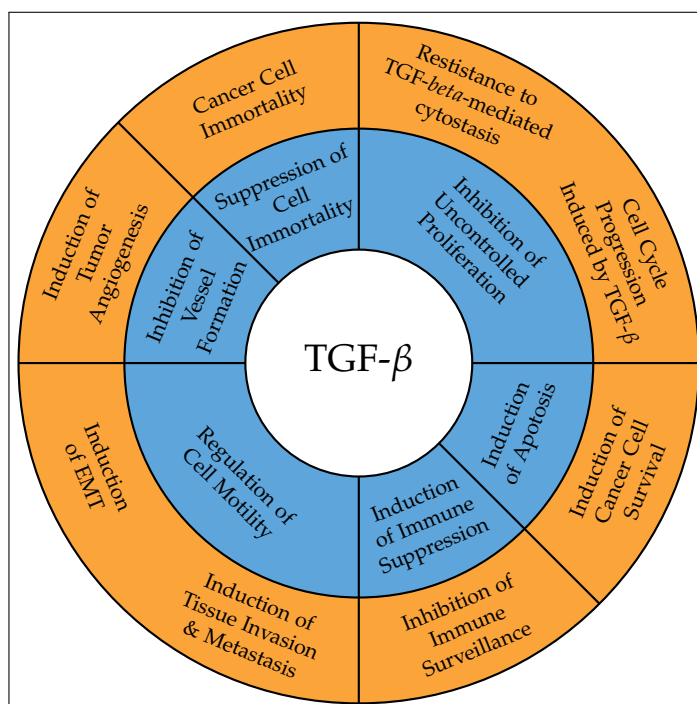 Cancer Cell
Immortality
Restistance to
TGF-beta-mediated
cytostasis
Cell Cycle
Progression
Induced by TGF-β
Induction of
Cancer Cell
Survival
Inhibition of
Immune
Surveillance
Induction of
Tissue Invasion
& Metastasis
Induction
of EMT
Induction of
Tumor
Angiogenesis
Suppression of
Cell
Immortality
Inhibition of
Uncontrolled
Proliferation
Induction
of Apotosis
Induction
of Immune
Suppression
Regulation of
Cell Motility
Inhibition of
Vessel
Formation
TGF-β